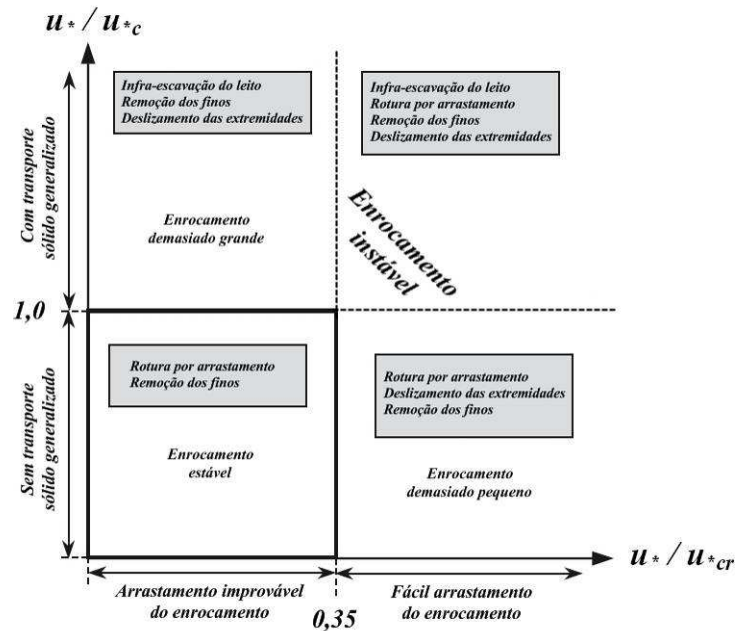 u* / u*c
Infra-escavação do leito
Remoção dos finos
Deslizamento das extremidades
Infra-escavação do leito
Rotura por arrastamento
Remoção dos finos
Deslizamento das extremidades
Com transporte
sólido generalizado
Enrocamento
demasiado grande
Enrocamento
instável
1,0
Rotura por arrastamento
Remoção dos finos
Rotura por arrastamento
Deslizamento das extremidades
Remoção dos finos
Sem transporte
sólido generalizado
Enrocamento
estável
Enrocamento
demasiado pequeno
u* / u*cr
Arrastamento improvável
do enrocamento
0,35
Fácil arrastamento
do enrocamento